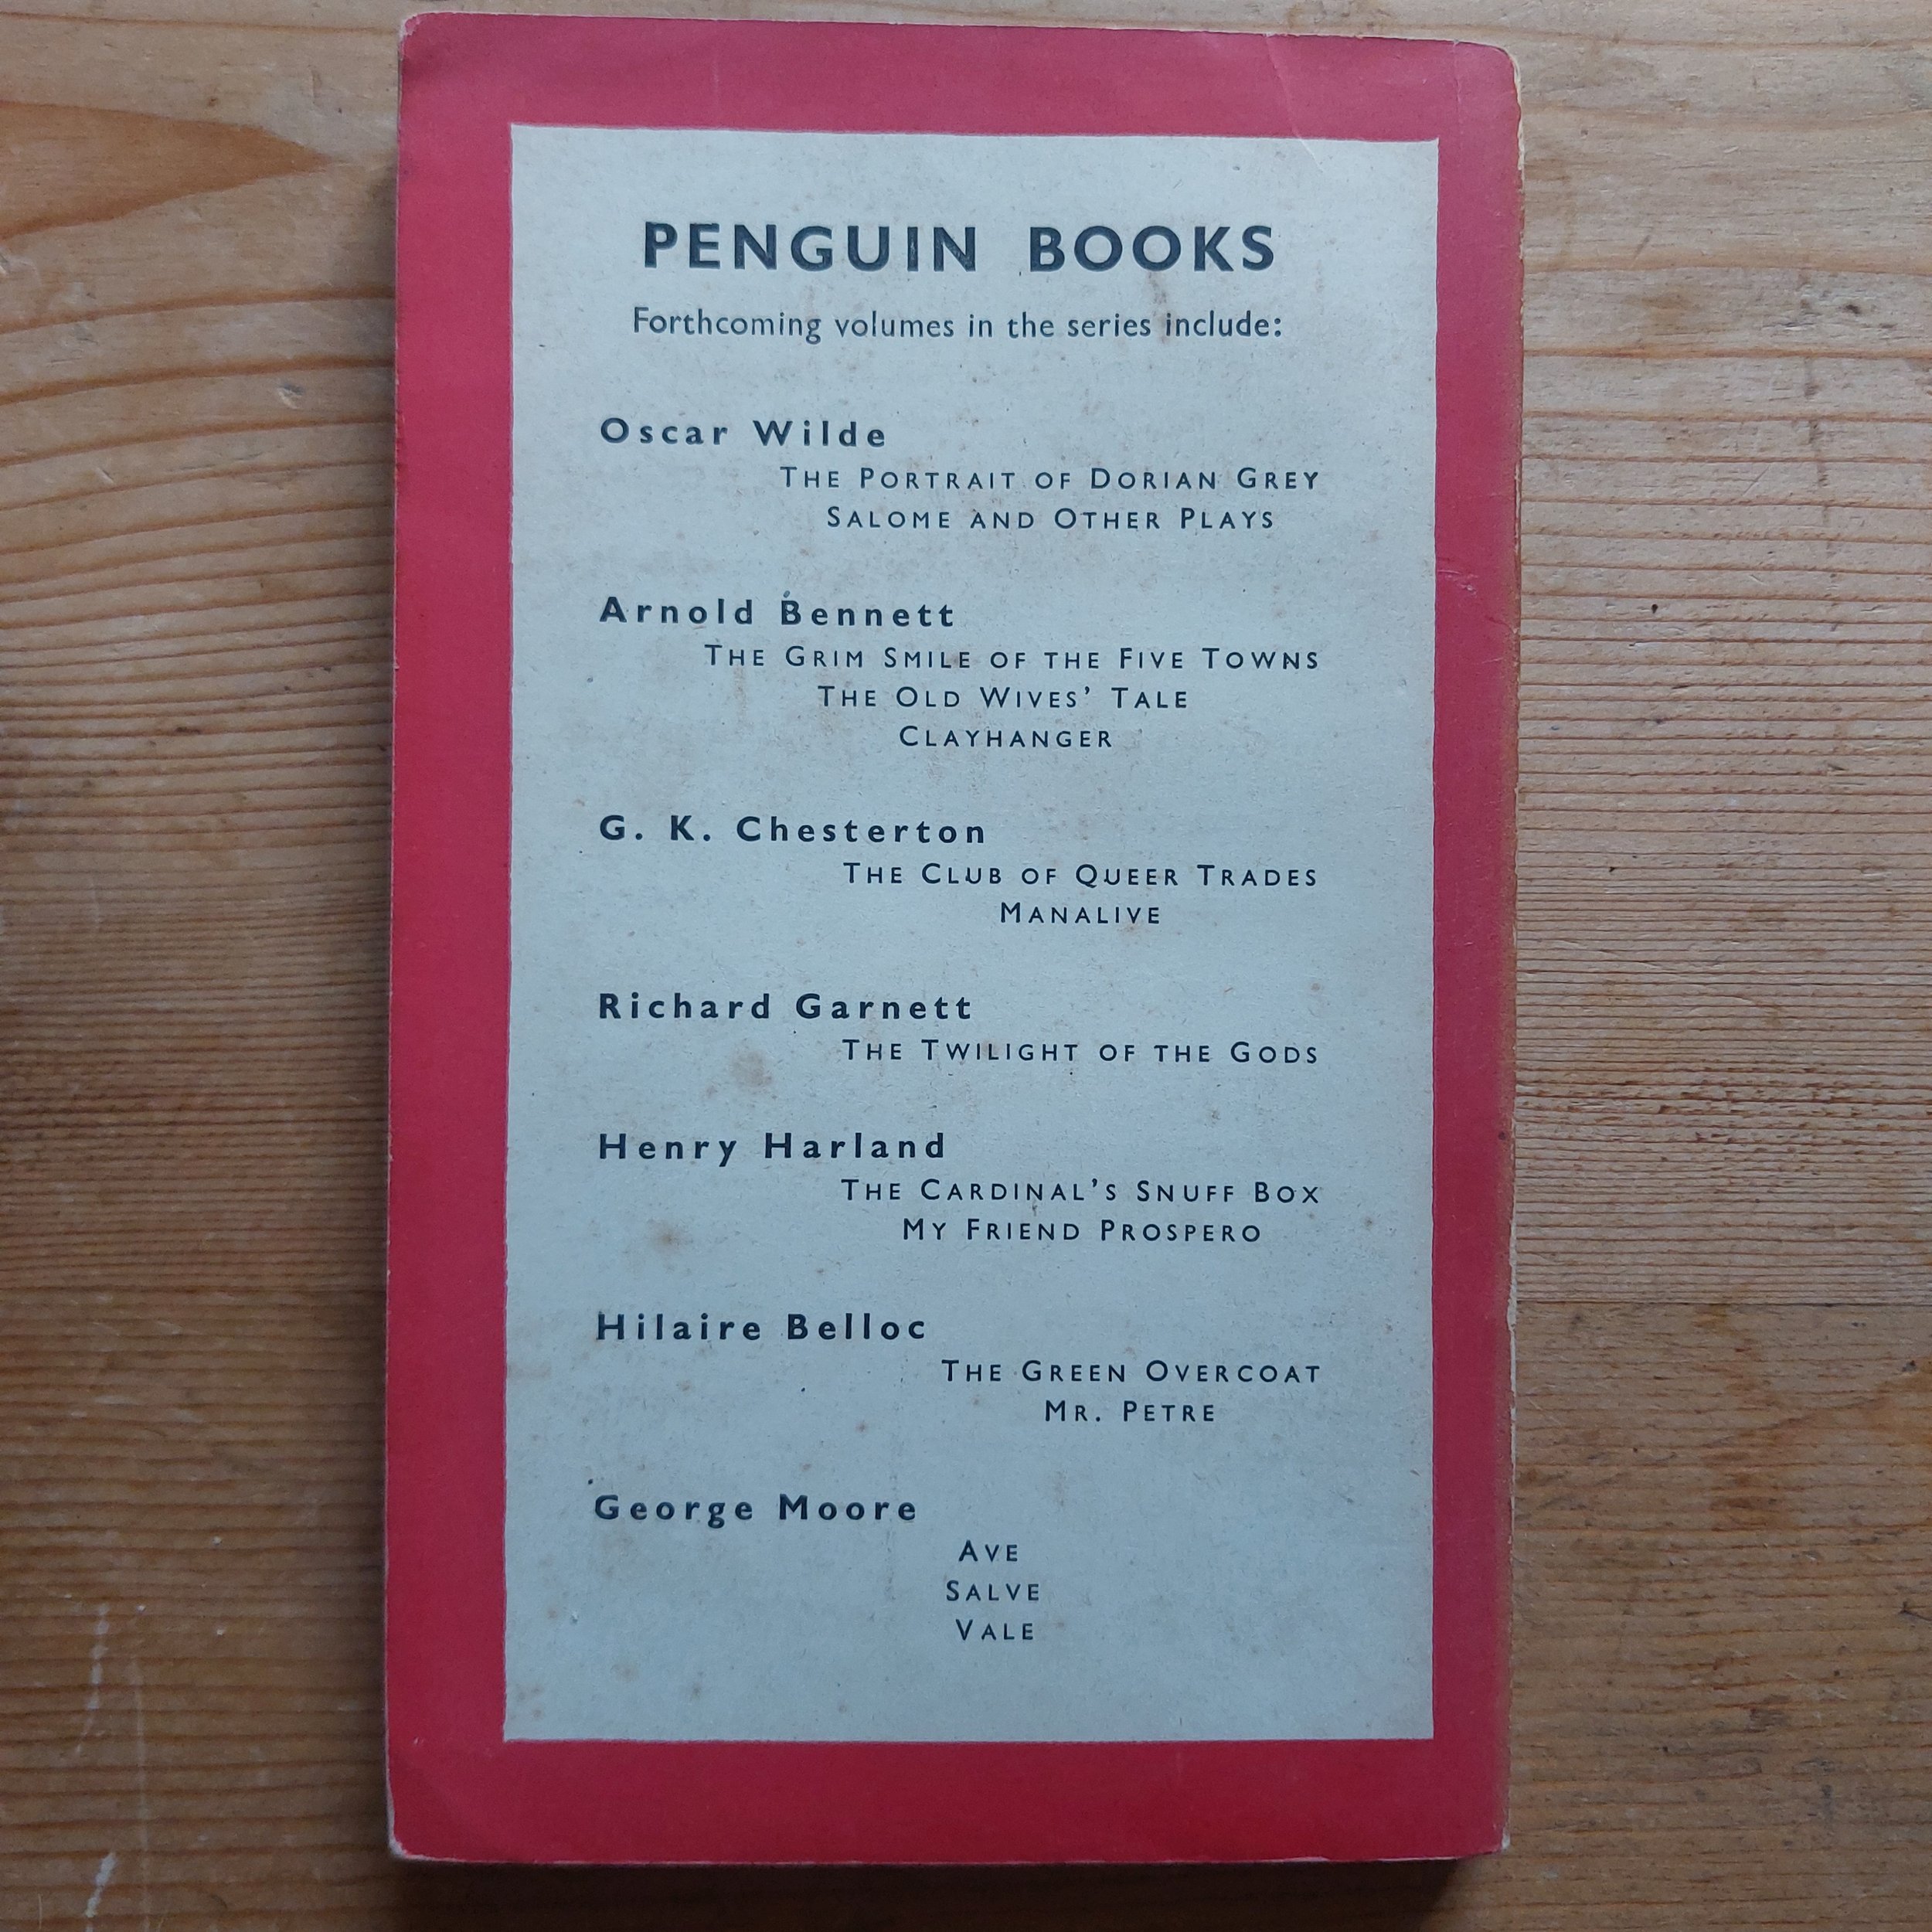 PENGUIN BOOKS
Forthcoming volumes in the series include:
Oscar Wilde
THE PORTRAIT OF DORIAN GREY
SALOME AND OTHER PLAYS
Arnold Bennett
THE GRIM SMILE OF THE FIVE TOWNS
THE OLD WIVES' TALE
CLAYHANGER
G. K. Chesterton
THE CLUB OF QUEER TRADES
MANALIVE
Richard Garnett
THE TWILIGHT OF THE GODS
Henry Harland
THE CARDINAL'S SNUFF BOX
MY FRIEND PROSPERO
Hilaire Belloc
THE GREEN OVERCOAT
MR. PETRE
George Moore
AVE
SALVE
VALE